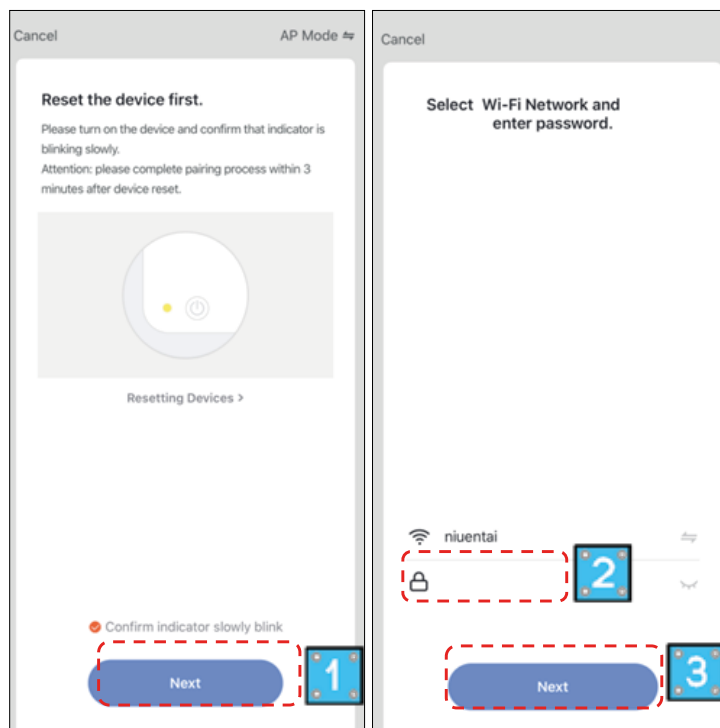 Cancel
AP Mode ⇋
Reset the device first.
Please turn on the device and confirm that indicator is
blinking slowly.
Attention: please complete pairing process within 3
minutes after device reset.
Resetting Devices >
Confirm indicator slowly blink
Next
1
Cancel
Select Wi-Fi Network and
enter password.
niuentai
2
Next
3